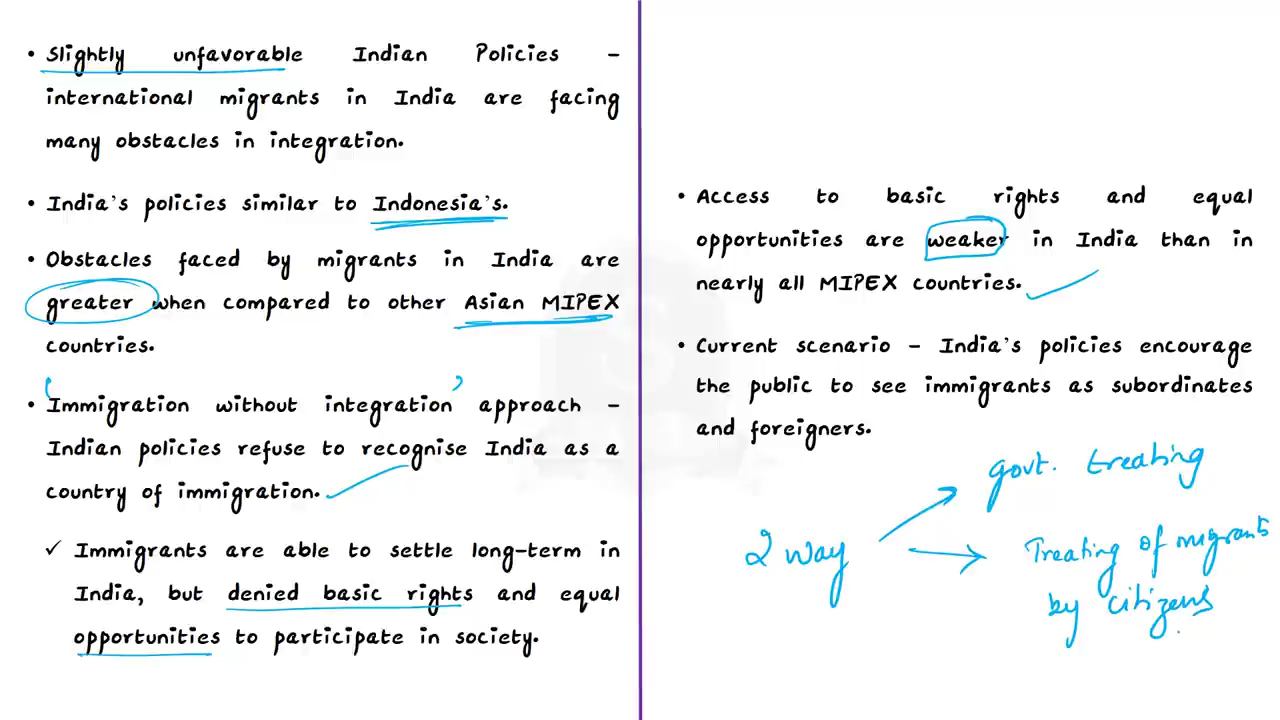 • Slightly unfavorable Indian Policies –
international migrants in India are facing
many obstacles in integration.
• India's policies similar to Indonesia's.
• Obstacles faced by migrants in India are
greater when compared to other Asian MIPEX
countries.
• 'Immigration without integration' approach –
Indian policies refuse to recognise India as a
country of immigration.
✓ Immigrants are able to settle long-term in
India, but denied basic rights and equal
opportunities to participate in society.
• Access to basic rights and equal
opportunities are weaker in India than in
nearly all MIPEX countries.
• Current scenario – India's policies encourage
the public to see immigrants as subordinates
and foreigners.
govt. treating
2 way
Treating of migrants
by citizens